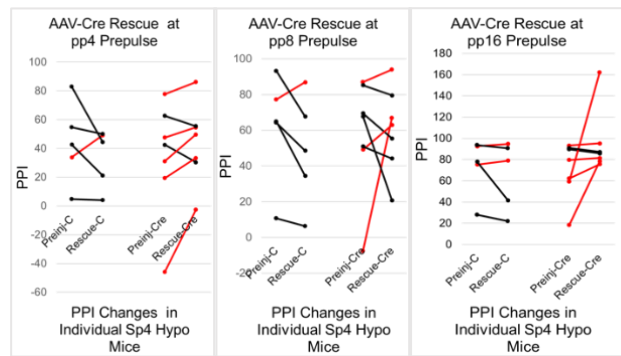 AAV-Cre Rescue at
pp4 Prepulse
PPI
100
80
60
40
20
0
-20
-40
-60
Preinj-C
Rescue-C
Preinj-Cre
Rescue-Cre
PPI Changes in
Individual Sp4 Hypo
Mice
AAV-Cre Rescue at
pp8 Prepulse
PPI
100
80
60
40
20
0
-20
Preinj-C
Rescue-C
Preinj-Cre
Rescue-Cre
PPI Changes in
Individual Sp4 Hypo
Mice
AAV-Cre Rescue at
pp16 Prepulse
PPI
180
160
140
120
100
80
60
40
20
0
Preinj-C
Rescue-C
Preinj-Cre
Rescue-Cre
PPI Changes in
Individual Sp4 Hypo
Mice